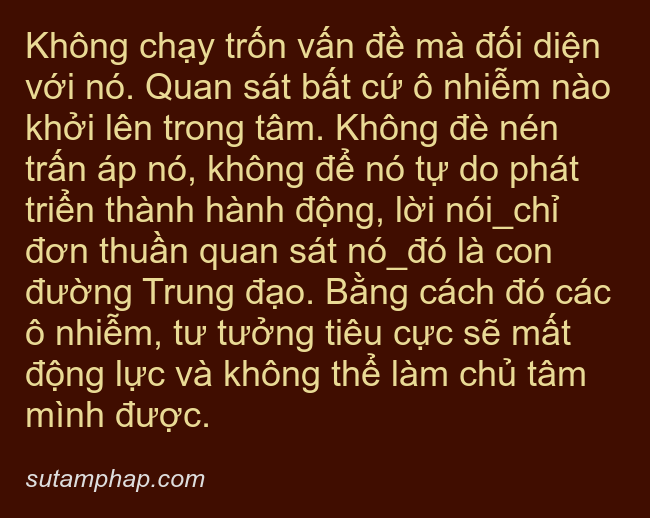 Không chạy trốn vấn đề mà đối diện
với nó. Quan sát bất cứ ô nhiễm nào
khởi lên trong tâm. Không đè nén
trấn áp nó, không để nó tự do phát
triển thành hành động, lời nói_chỉ
đơn thuần quan sát nó_đó là con
đường Trung đạo. Bằng cách đó các
ô nhiễm, tư tưởng tiêu cực sẽ mất
động lực và không thể làm chủ tâm
mình được.
sutamphap.com